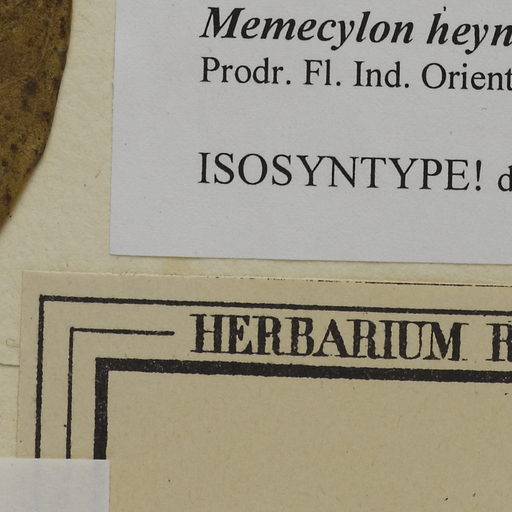 Memecylon heyn
Prodr. Fl. Ind. Orient
ISOSYNTYPE! d
HERBARIUM R